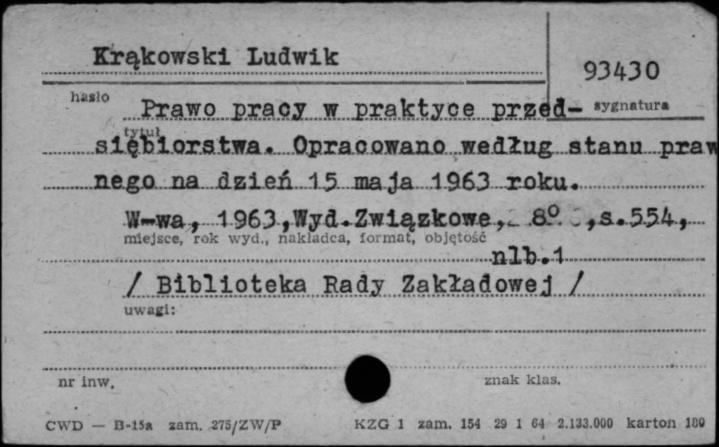 Krąkowski Ludwik
93430
hasło
sygnatura
Prawo pracy w praktyce przed-
tytuł
siębiorstwa. Opracowano według stanu praw
nego na dzień 15 maja 1963 roku.
W-wa, 1963, Wyd.Związkowe, 8° ,s.554,
miejsce, rok wyd., nakładca, format, objętość
nlb.1
/ Biblioteka Rady Zakładowej /
uwagi:
nr inw.
znak klas.
CWD — B-15a zam. 275/ZW/P
KZG 1 zam. 154 29 1 64 2.133.000 karton 180